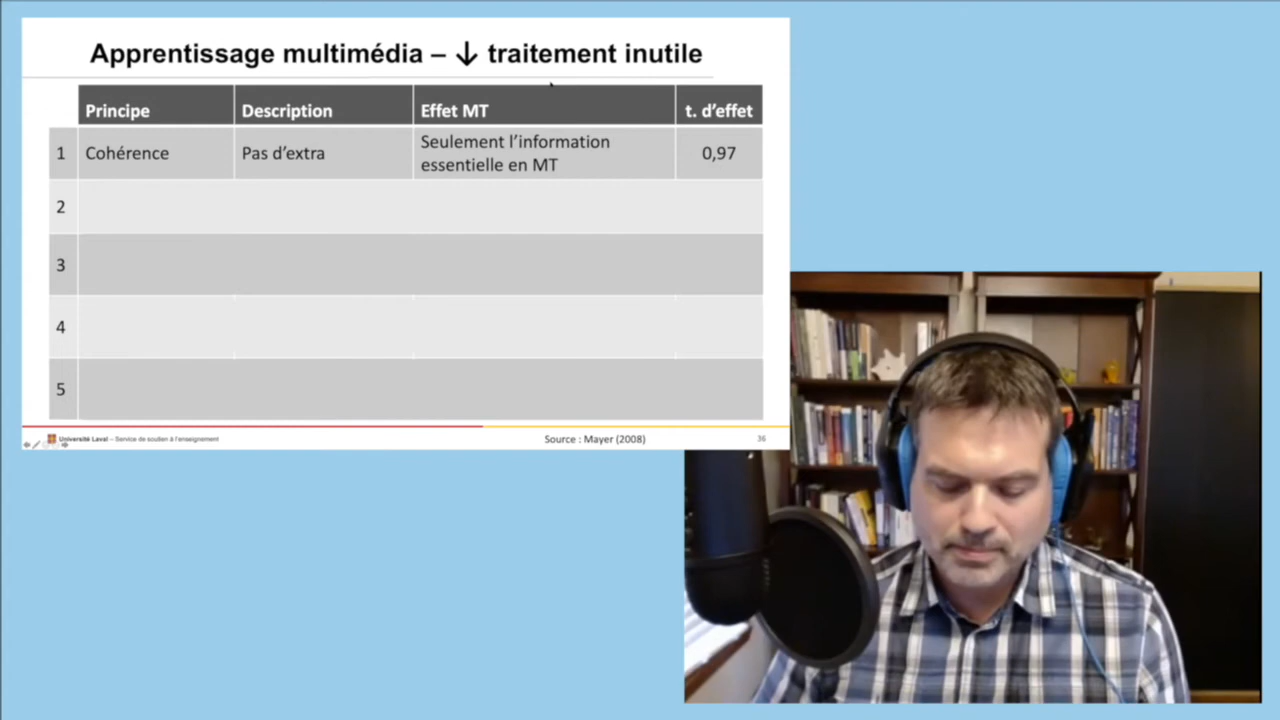 Apprentissage multimédia – ↓ traitement inutile
Principe Description Effet MT t. d'effet
1 Cohérence Pas d'extra Seulement l'information essentielle en MT 0,97
2
3
4
5
Université Laval – Service de soutien à l'enseignement
Source : Mayer (2008)
36